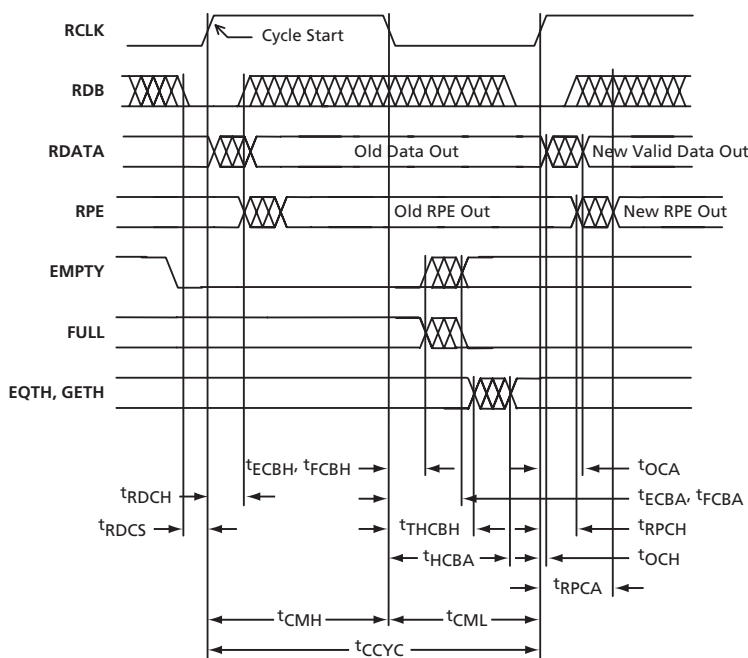 RCLK
Cycle Start
RDB
RDATA
Old Data Out
New Valid Data Out
RPE
Old RPE Out
New RPE Out
EMPTY
FULL
EQTH, GETH
tECBH, tFCBH
tOCA
tRDCH
tECBA, tFCBA
tRDCS
tTHCBH
tRPCH
tHCBA
tOCH
tRPCA
tCMH
tCML
tCCYC